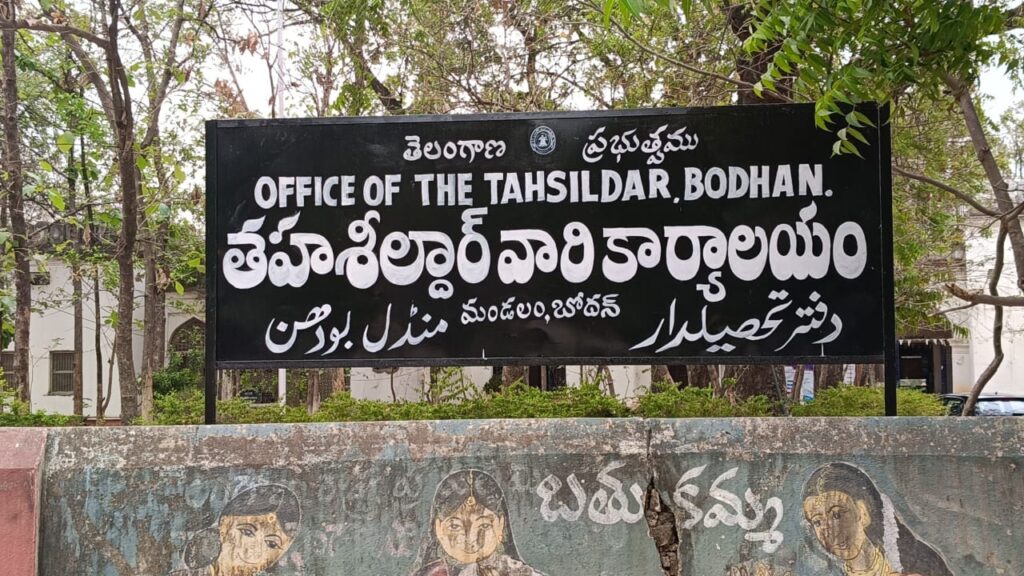 తెలంగాణ ప్రభుత్వము
OFFICE OF THE TAHSILDAR, BODHAN.
తహశీల్దార్ వారి కార్యాలయం
మండలం, బోధన్
دفتر تحصیلدار منڈل بودھن
బతుకమ్మ